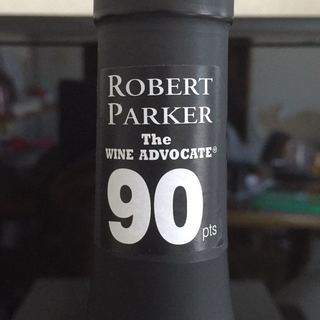 ROBERT
PARKER
The
WINE ADVOCATE®
90 pts